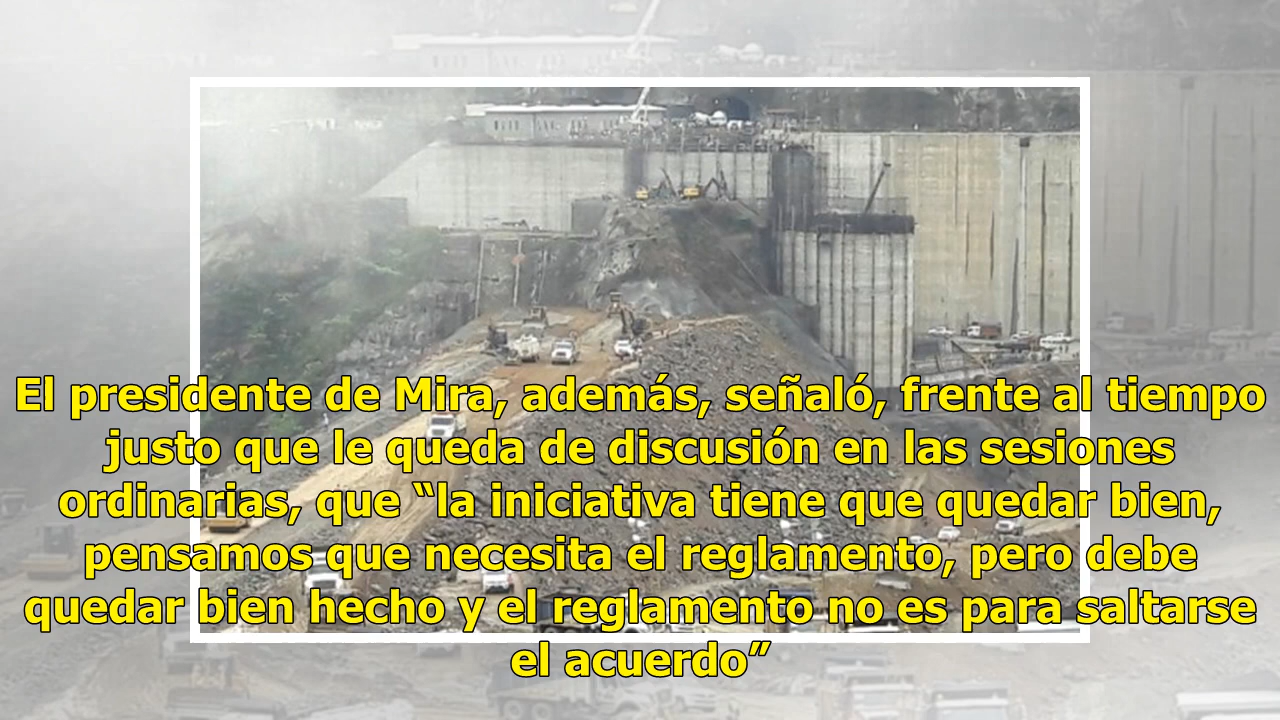 El presidente de Mira, además, señaló, frente al tiempo
justo que le queda de discusión en las sesiones
ordinarias, que “la iniciativa tiene que quedar bien,
pensamos que necesita el reglamento, pero debe
quedar bien hecho y el reglamento no es para saltarse
el acuerdo”